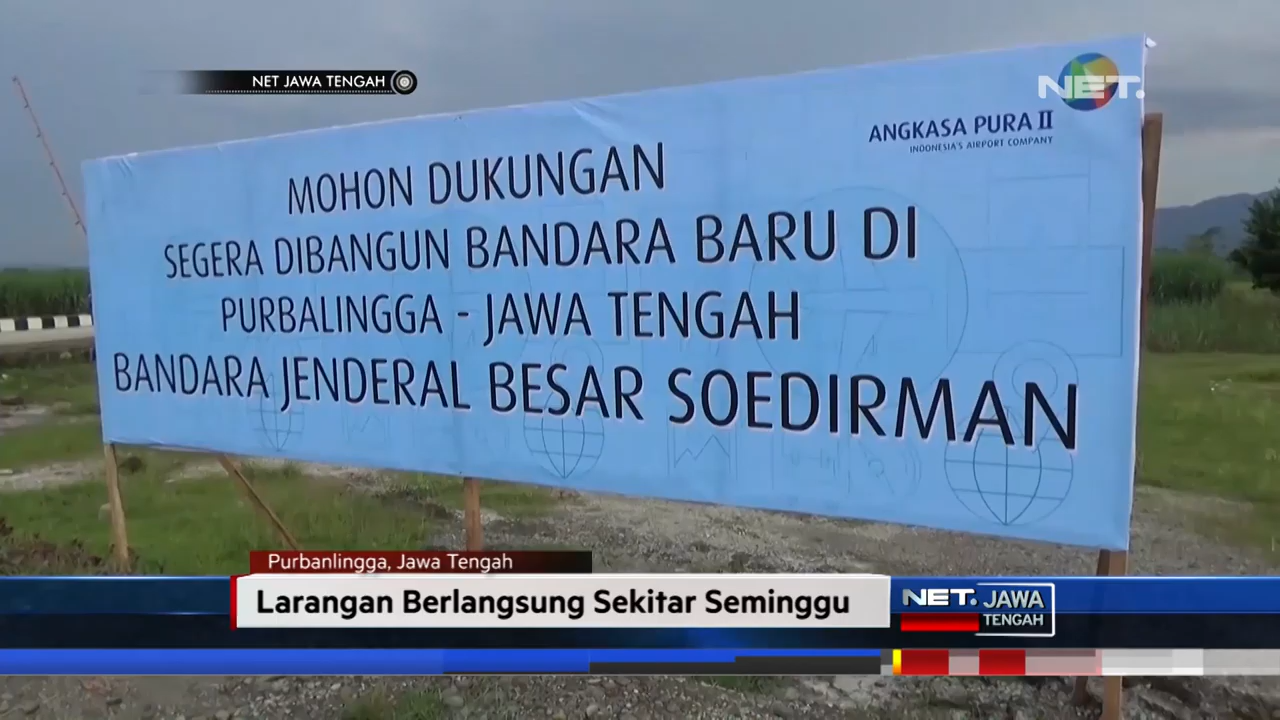 NET JAWA TENGAH
NET.
ANGKASA PURA II
INDONESIA'S AIRPORT COMPANY
MOHON DUKUNGAN
SEGERA DIBANGUN BANDARA BARU DI
PURBALINGGA - JAWA TENGAH
BANDARA JENDERAL BESAR SOEDIRMAN
Purbanlingga, Jawa Tengah
Larangan Berlangsung Sekitar Seminggu
NET. JAWA
TENGAH